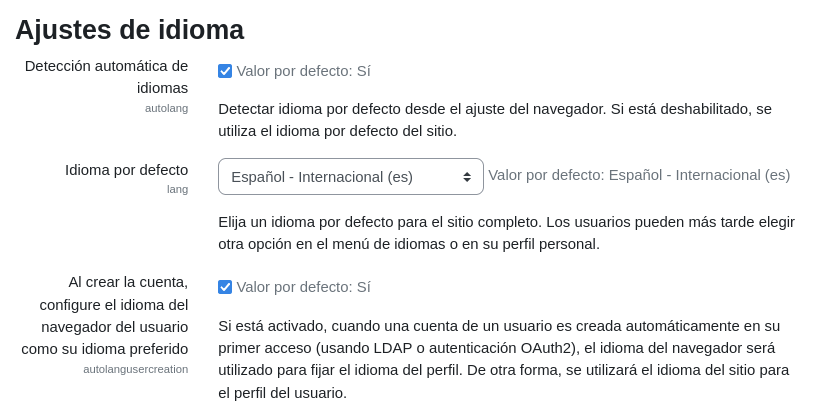 Ajustes de idioma
Detección automática de
idiomas
autolang
Valor por defecto: Sí
Detectar idioma por defecto desde el ajuste del navegador. Si está deshabilitado, se
utiliza el idioma por defecto del sitio.
Idioma por defecto
lang
Español - Internacional (es)
Valor por defecto: Español - Internacional (es)
Elija un idioma por defecto para el sitio completo. Los usuarios pueden más tarde elegir
otra opción en el menú de idiomas o en su perfil personal.
Al crear la cuenta,
configure el idioma del
navegador del usuario
como su idioma preferido
autolangusercreation
Valor por defecto: Sí
Si está activado, cuando una cuenta de un usuario es creada automáticamente en su
primer acceso (usando LDAP o autenticación OAuth2), el idioma del navegador será
utilizado para fijar el idioma del perfil. De otra forma, se utilizará el idioma del sitio para
el perfil del usuario.